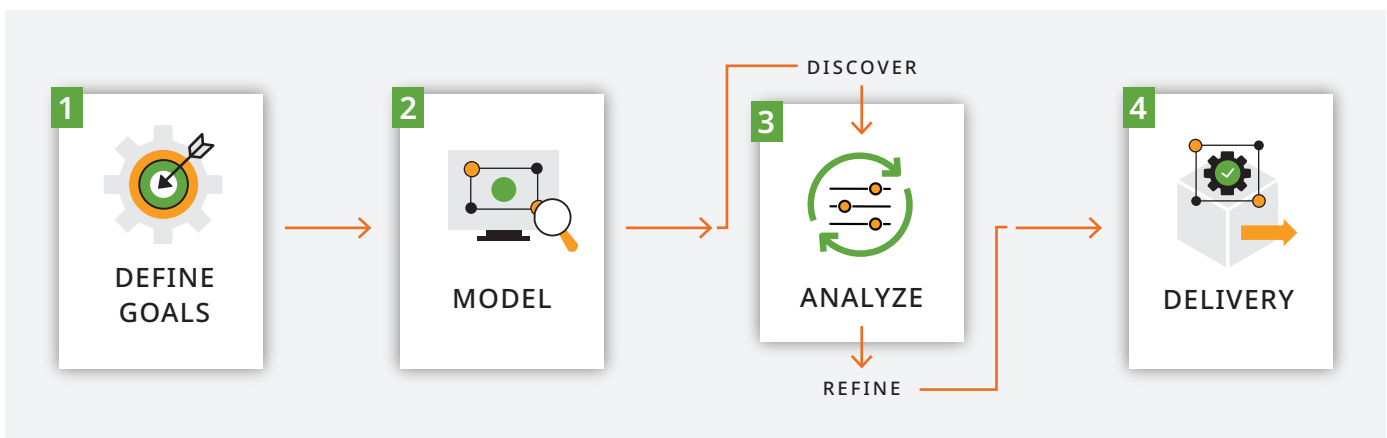 1
DEFINE
GOALS
2
MODEL
DISCOVER
3
ANALYZE
REFINE
4
DELIVERY